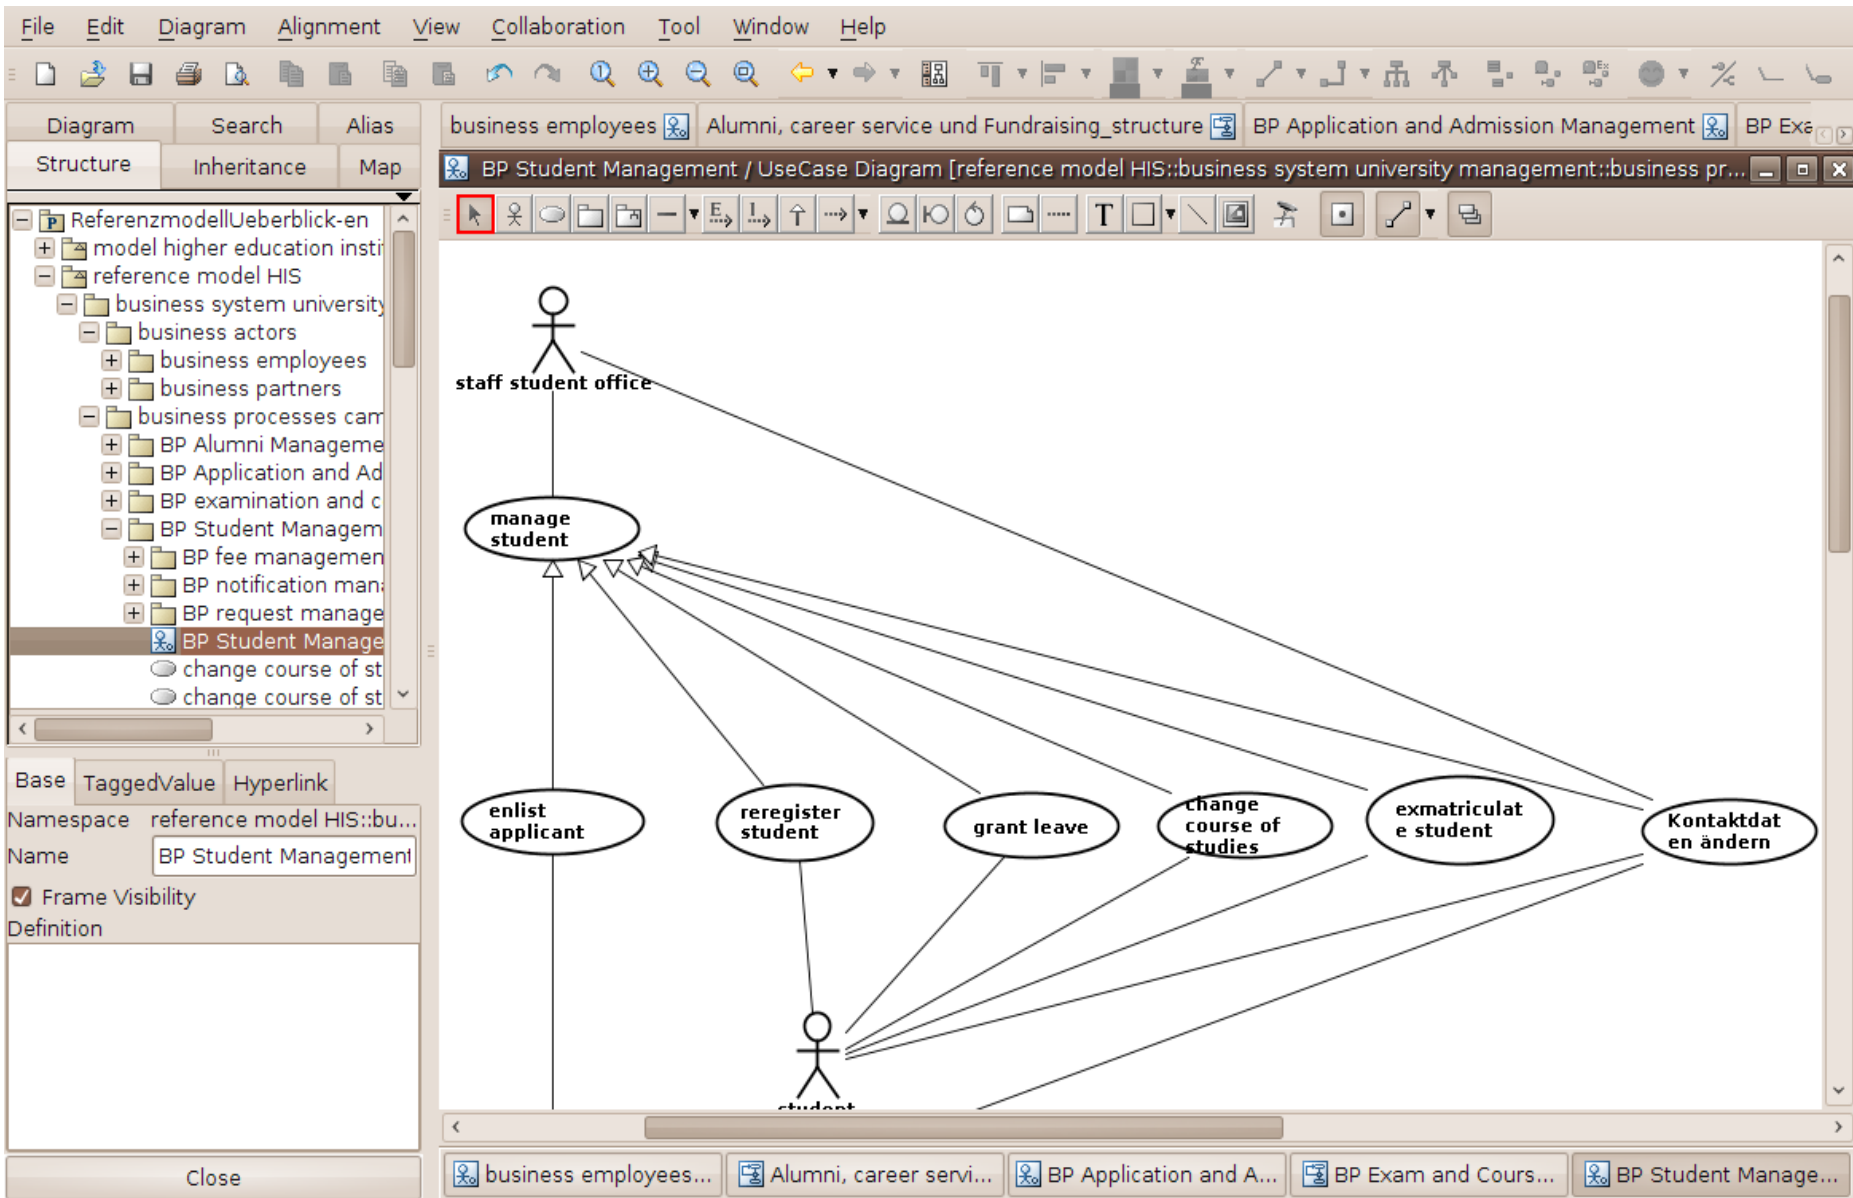 File Edit Diagram Alignment View Collaboration Tool Window Help
Diagram Search Alias
Structure Inheritance Map
ReferenzmodellUeberblick-en
model higher education insti
reference model HIS
business system university
business actors
business employees
business partners
business processes cam
BP Alumni Manageme
BP Application and Ad
BP examination and c
BP Student Managem
BP fee managemen
BP notification man
BP request manage
BP Student Manage
change course of st
change course of st
Base TaggedValue Hyperlink
Namespace reference model HIS::bu...
Name BP Student Management
Frame Visibility
Definition
Close
business employees Alumni, career service und Fundraising_structure BP Application and Admission Management BP Exa
BP Student Management / UseCase Diagram [reference model HIS::business system university management::business pr...
T
staff student office
manage
student
enlist
applicant
reregister
student
grant leave
change
course of
studies
exmatriculat
e student
Kontaktdat
en ändern
student
business employees... Alumni, career servi... BP Application and A... BP Exam and Cours... BP Student Manage...